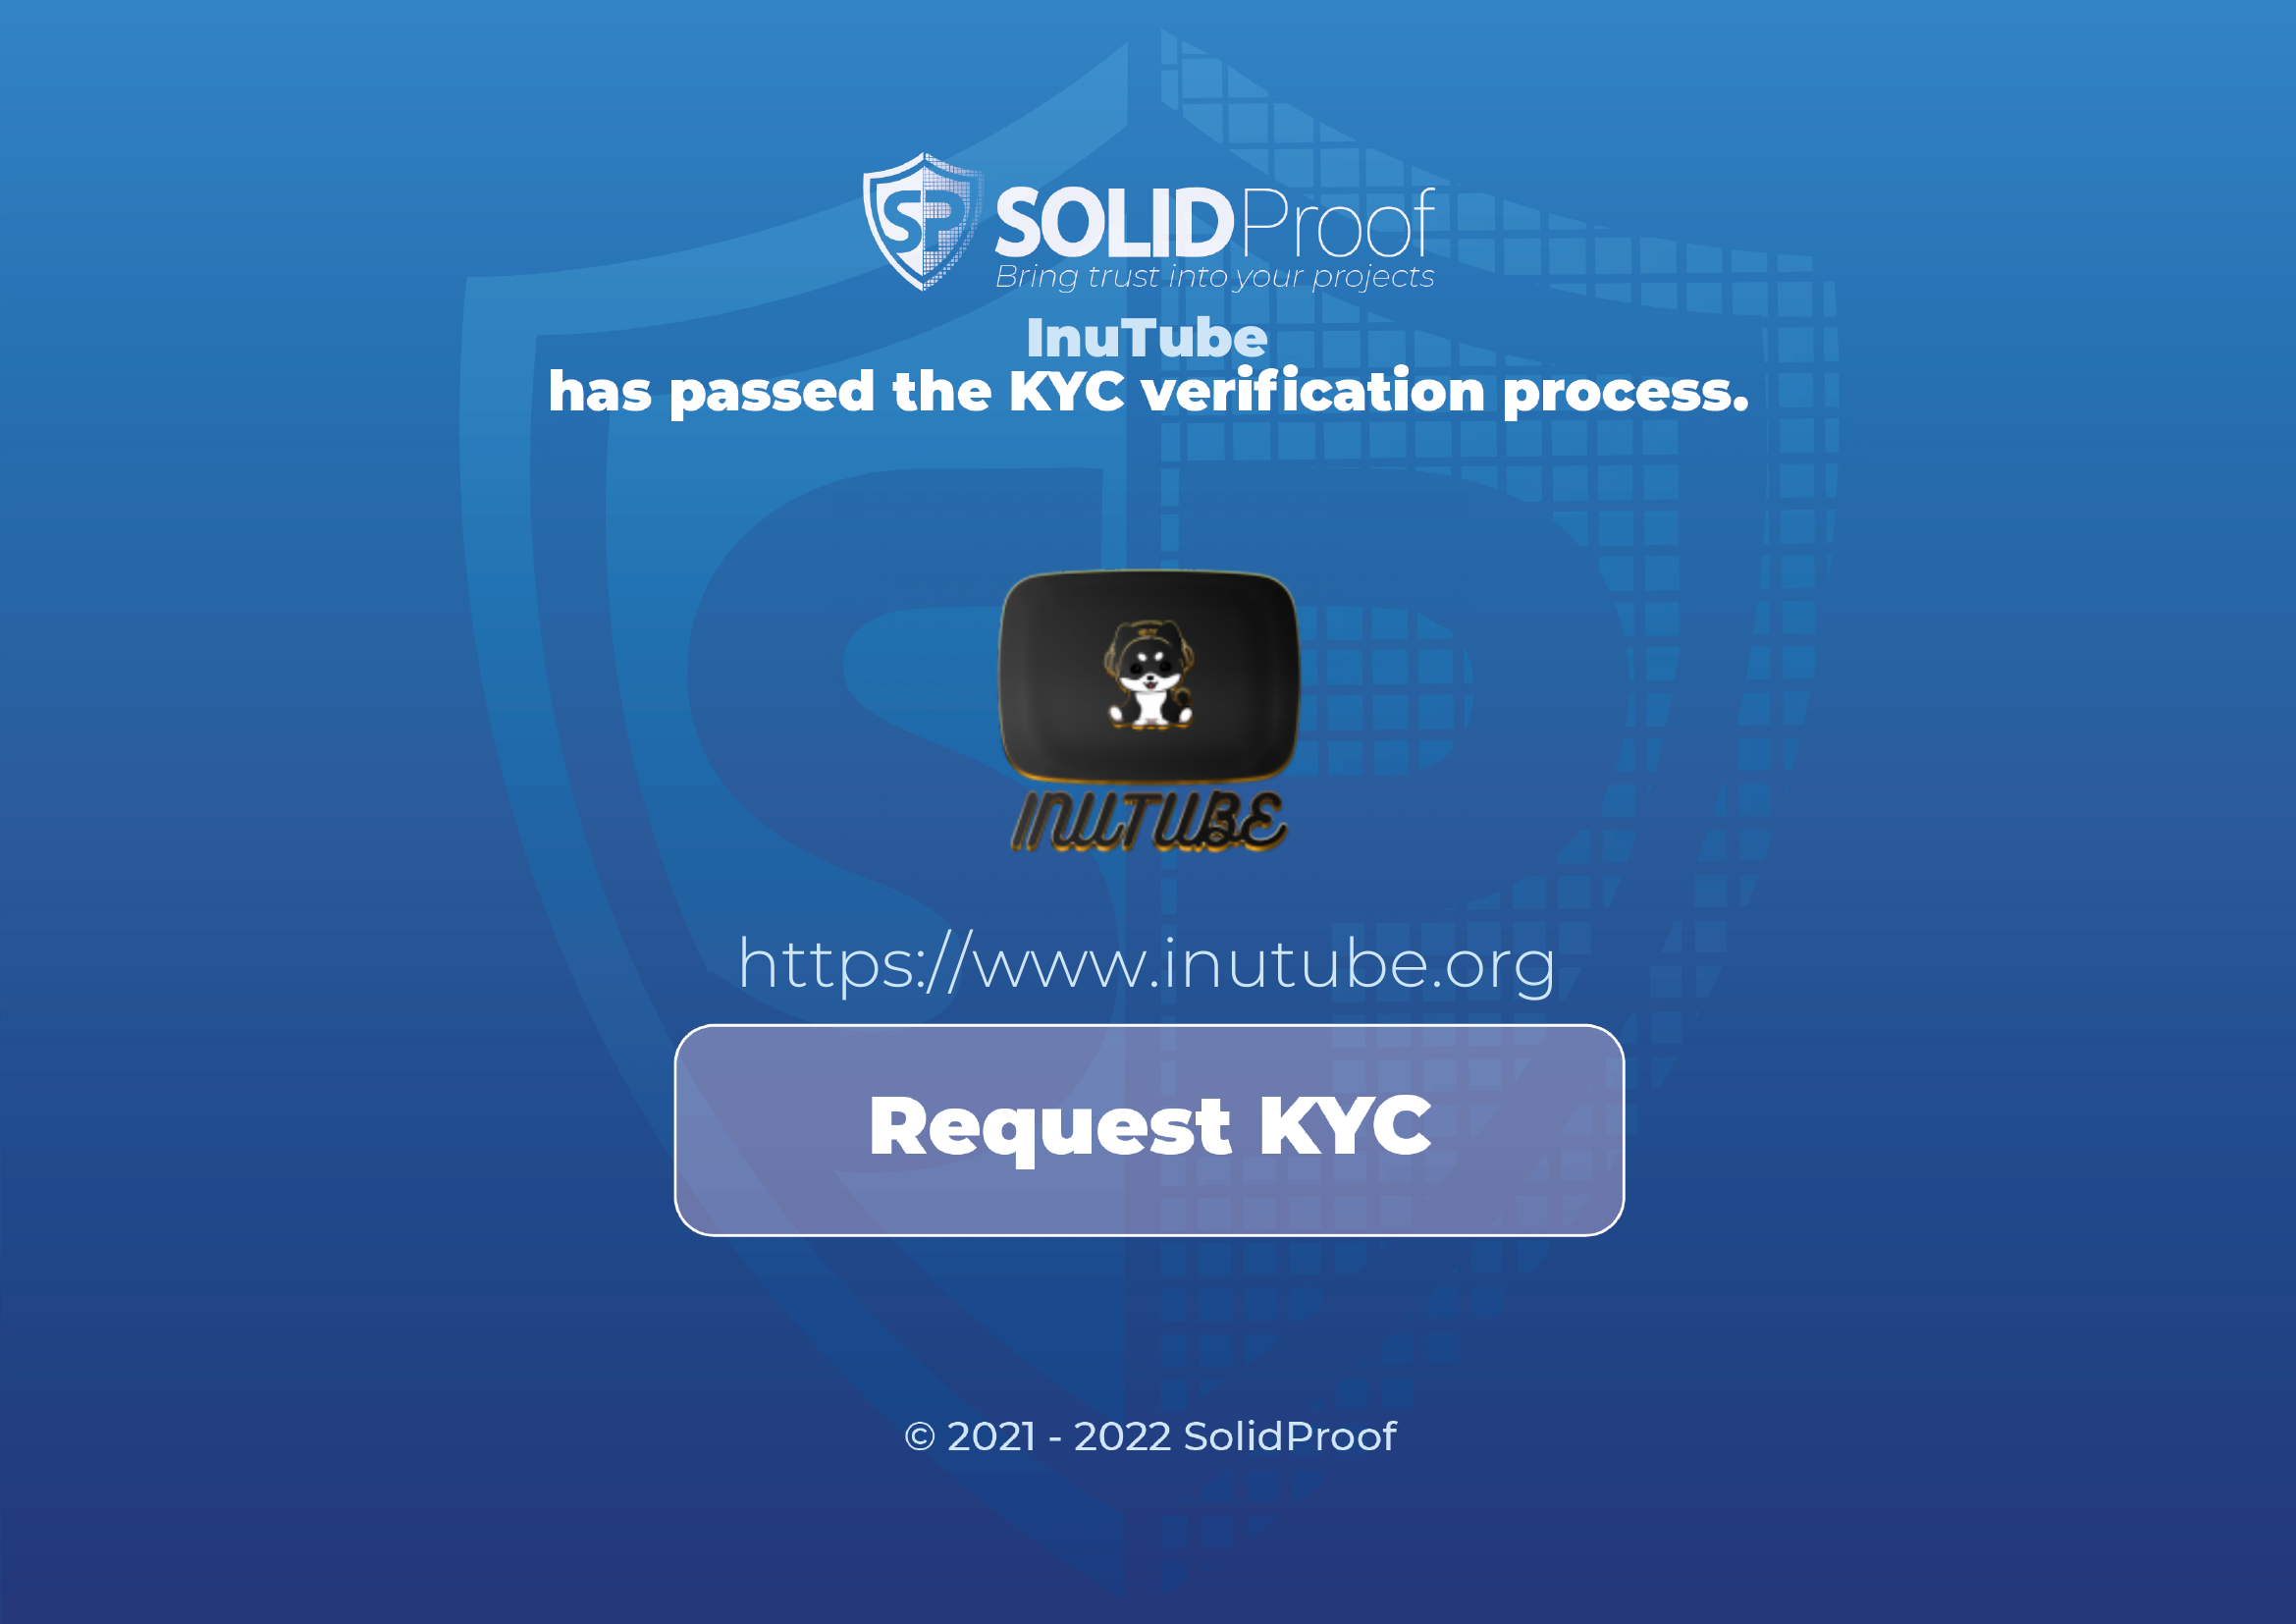 SP
SOLIDProof
Bring trust into your projects
InuTube
has passed the KYC verification process.
INUTUBE
https://www.inutube.org
Request KYC
© 2021 - 2022 SolidProof